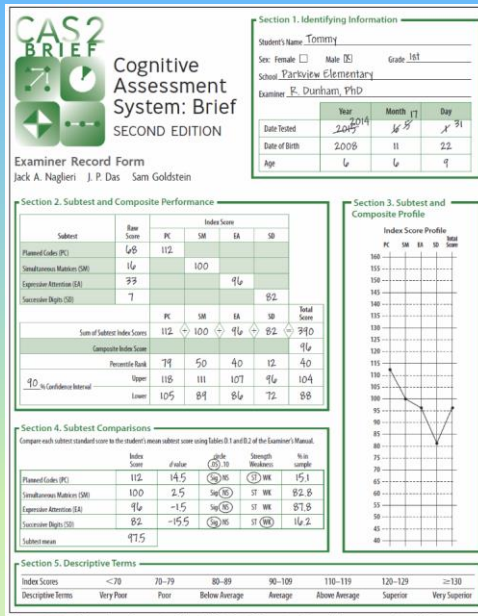 CAS2
BRIEF
Cognitive
Assessment
System: Brief
SECOND EDITION
Examiner Record Form
Jack A. Naglieri J. P. Das Sam Goldstein
Section 1. Identifying Information
Student's Name Tommy
Sex: Female Male X Grade 1st
School Parkview Elementary
Examiner R. Dunham, PhD
Year Month Day
Date Tested 2015 2014 6 5 17 1 31
Date of Birth 2008 11 22
Age 6 6 9
Section 2. Subtest and Composite Performance
Index Score
Subtest Raw Score PC SM EA SD
Planned Codes (PC) 68 112
Simultaneous Matrices (SM) 16 100
Expressive Attention (EA) 33 96
Successive Digits (SD) 7 82
PC SM EA SD Total Score
Sum of Subtest Index Scores 112 + 100 + 96 + 82 = 390
Composite Index Score 96
Percentile Rank 79 50 40 12 40
90 % Confidence Interval Upper 118 111 107 96 104
Lower 105 89 86 72 88
Section 3. Subtest and
Composite Profile
Index Score Profile
PC SM EA SD Total Score
160
155
150
145
140
135
130
125
120
115
110
105
100
95
90
85
80
75
70
65
60
55
50
45
40
Section 4. Subtest Comparisons
Compare each subtest standard score to the student's mean subtest score using Tables D.1 and D.2 of the Examiner's Manual.
Index Score d value circle .05 .10 Strength Weakness % in sample
Planned Codes (PC) 112 14.5 Sig NS ST WK 15.1
Simultaneous Matrices (SM) 100 2.5 Sig NS ST WK 82.8
Expressive Attention (EA) 96 -1.5 Sig NS ST WK 87.8
Successive Digits (SD) 82 -15.5 Sig NS ST WK 16.2
Subtest mean 97.5
Section 5. Descriptive Terms
Index Scores <70 70–79 80–89 90–109 110–119 120–129 ≥130
Descriptive Terms Very Poor Poor Below Average Average Above Average Superior Very Superior